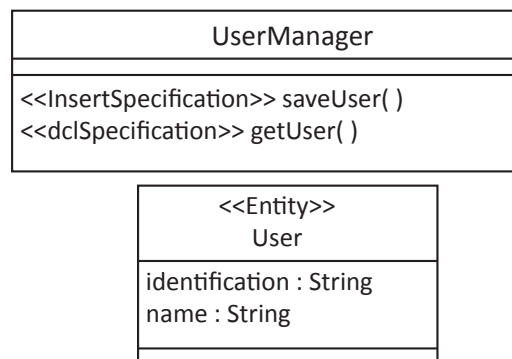 UserManager
<<InsertSpecification>> saveUser( )
<<dclSpecification>> getUser( )
<<Entity>>
User
identification : String
name : String